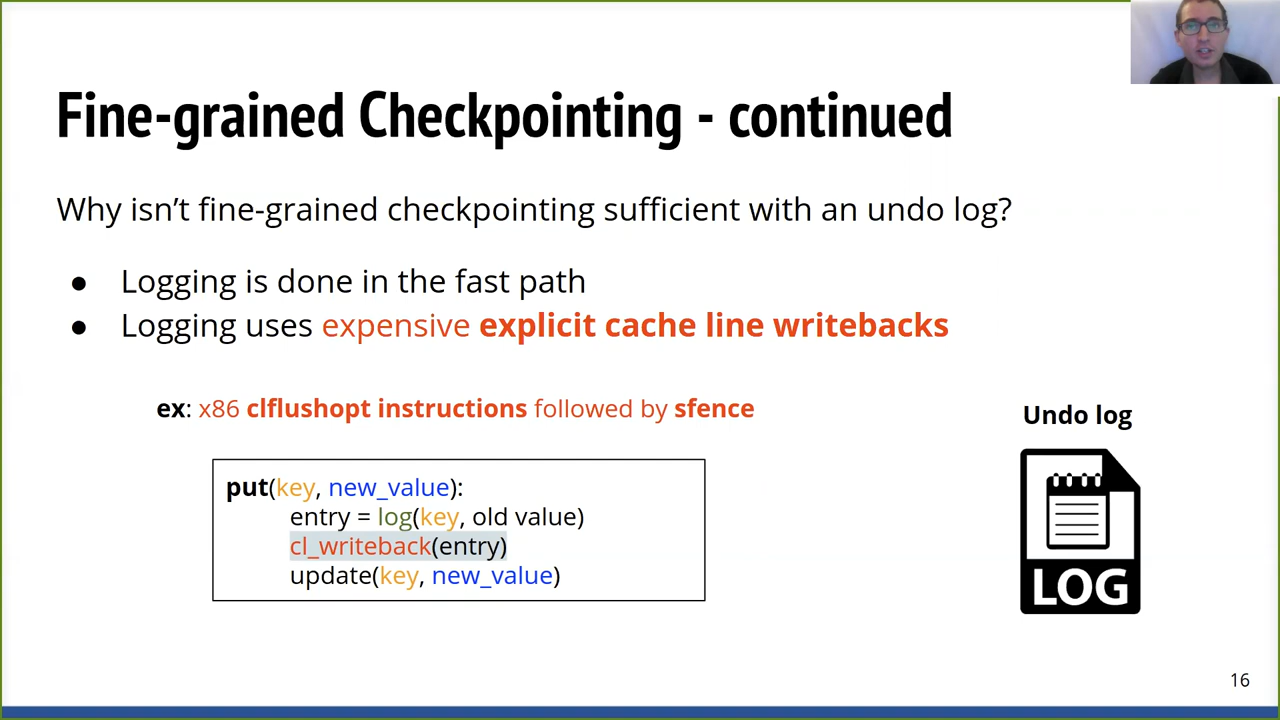 Fine-grained Checkpointing - continued
Why isn’t fine-grained checkpointing sufficient with an undo log?
● Logging is done in the fast path
● Logging uses expensive explicit cache line writebacks
ex: x86 clflushopt instructions followed by sfence
Undo log
put(key, new_value):
entry = log(key, old value)
cl_writeback(entry)
update(key, new_value)
LOG
16